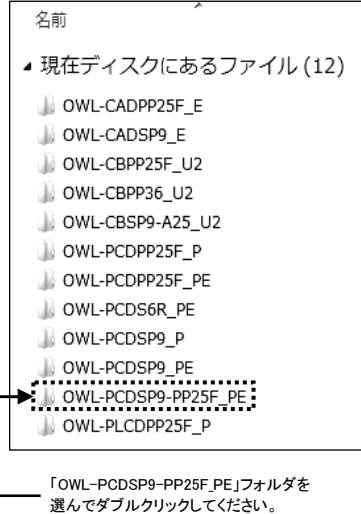 名前
現在ディスクにあるファイル (12)
OWL-CADPP25F_E
OWL-CADSP9_E
OWL-CBPP25F_U2
OWL-CBPP36_U2
OWL-CBSP9-A25_U2
OWL-PCDPP25F_P
OWL-PCDPP25F_PE
OWL-PCDS6R_PE
OWL-PCDSP9_P
OWL-PCDSP9_PE
OWL-PCDSP9-PP25F_PE
OWL-PLCDPP25F_P
「OWL-PCDSP9-PP25F_PE」フォルダを
選んでダブルクリックしてください。